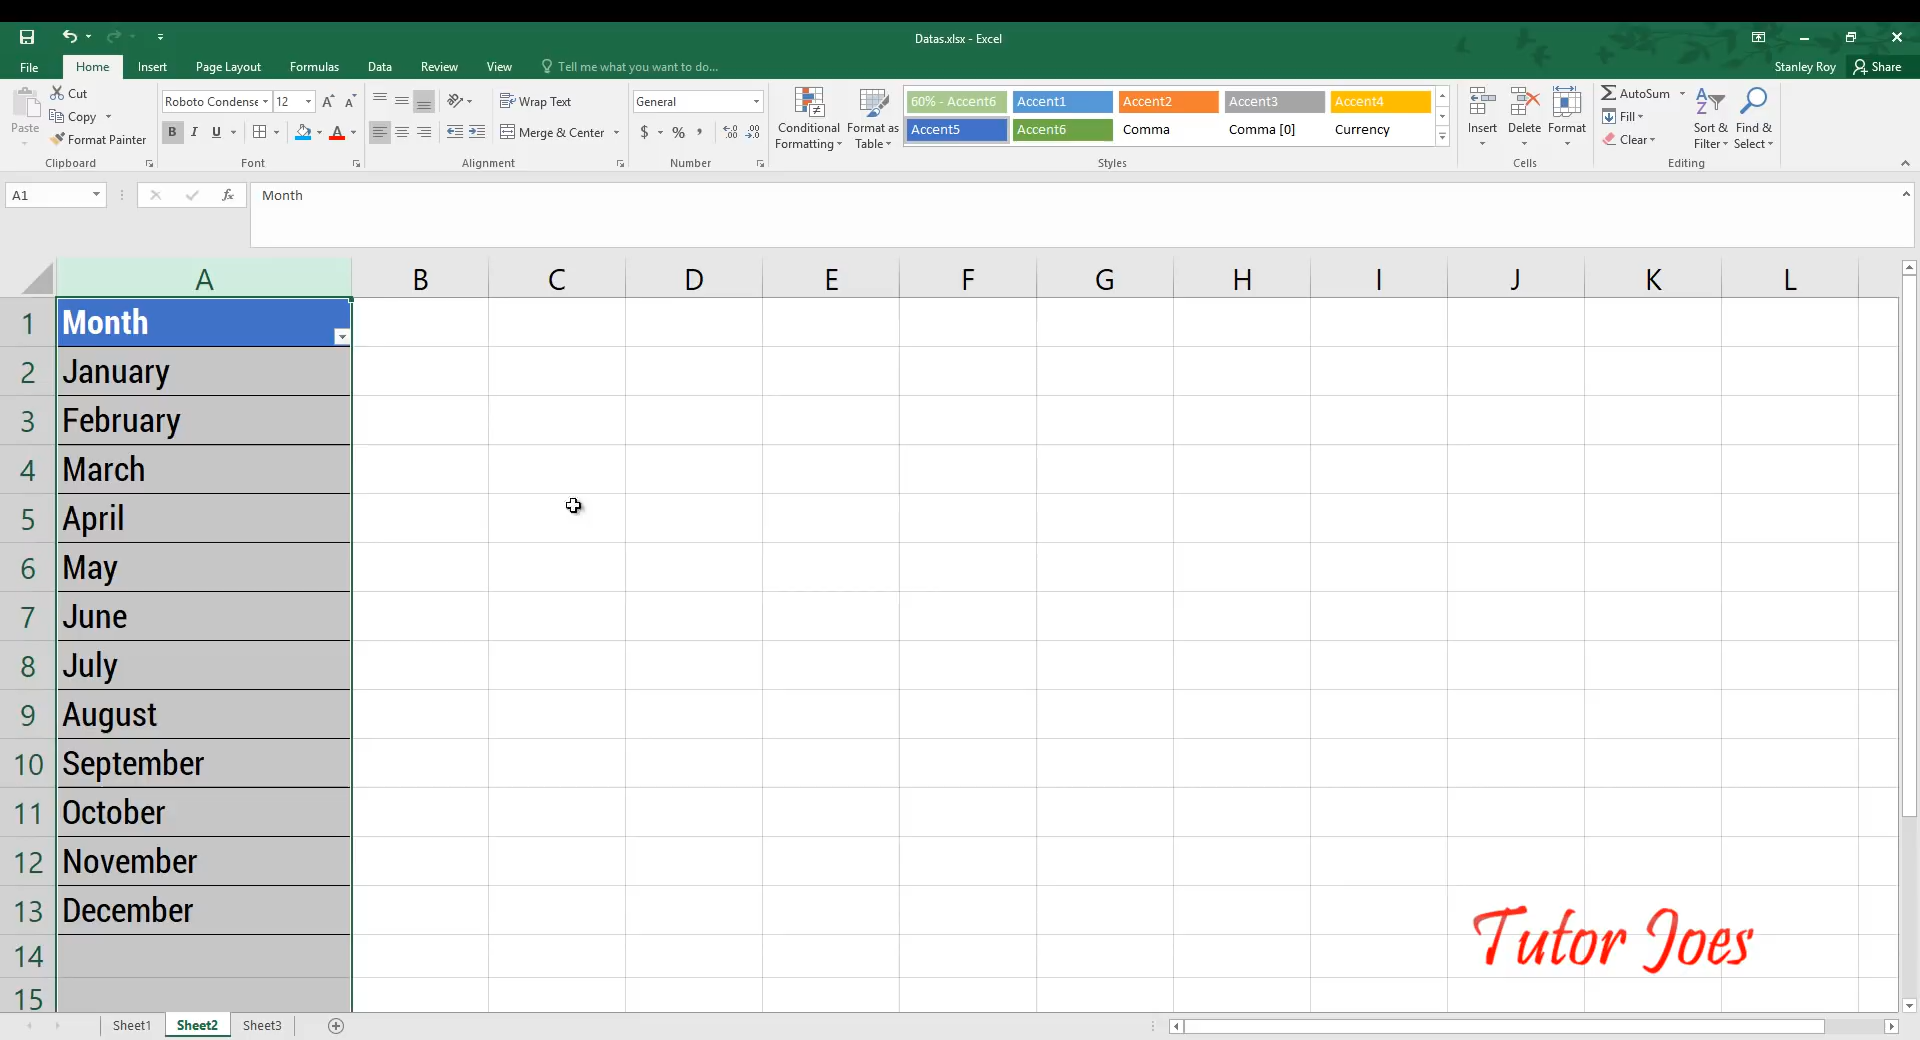 Datas.xlsx - Excel
File Home Insert Page Layout Formulas Data Review View Tell me what you want to do... Stanley Roy Share
Paste
Cut
Copy
Format Painter
Clipboard
Roboto Condense 12
B I U
Font
Wrap Text
Merge & Center
Alignment
General
$ % ,
Number
Conditional Formatting
Format as Table
60% - Accent6 Accent1 Accent2 Accent3 Accent4
Accent5 Accent6 Comma Comma [0] Currency
Styles
Insert Delete Format
Cells
AutoSum
Fill
Clear
Sort & Filter
Find & Select
Editing
A1 fx Month
A B C D E F G H I J K L
1 Month
2 January
3 February
4 March
5 April
6 May
7 June
8 July
9 August
10 September
11 October
12 November
13 December
14
15
Tutor Joes
Sheet1 Sheet2 Sheet3